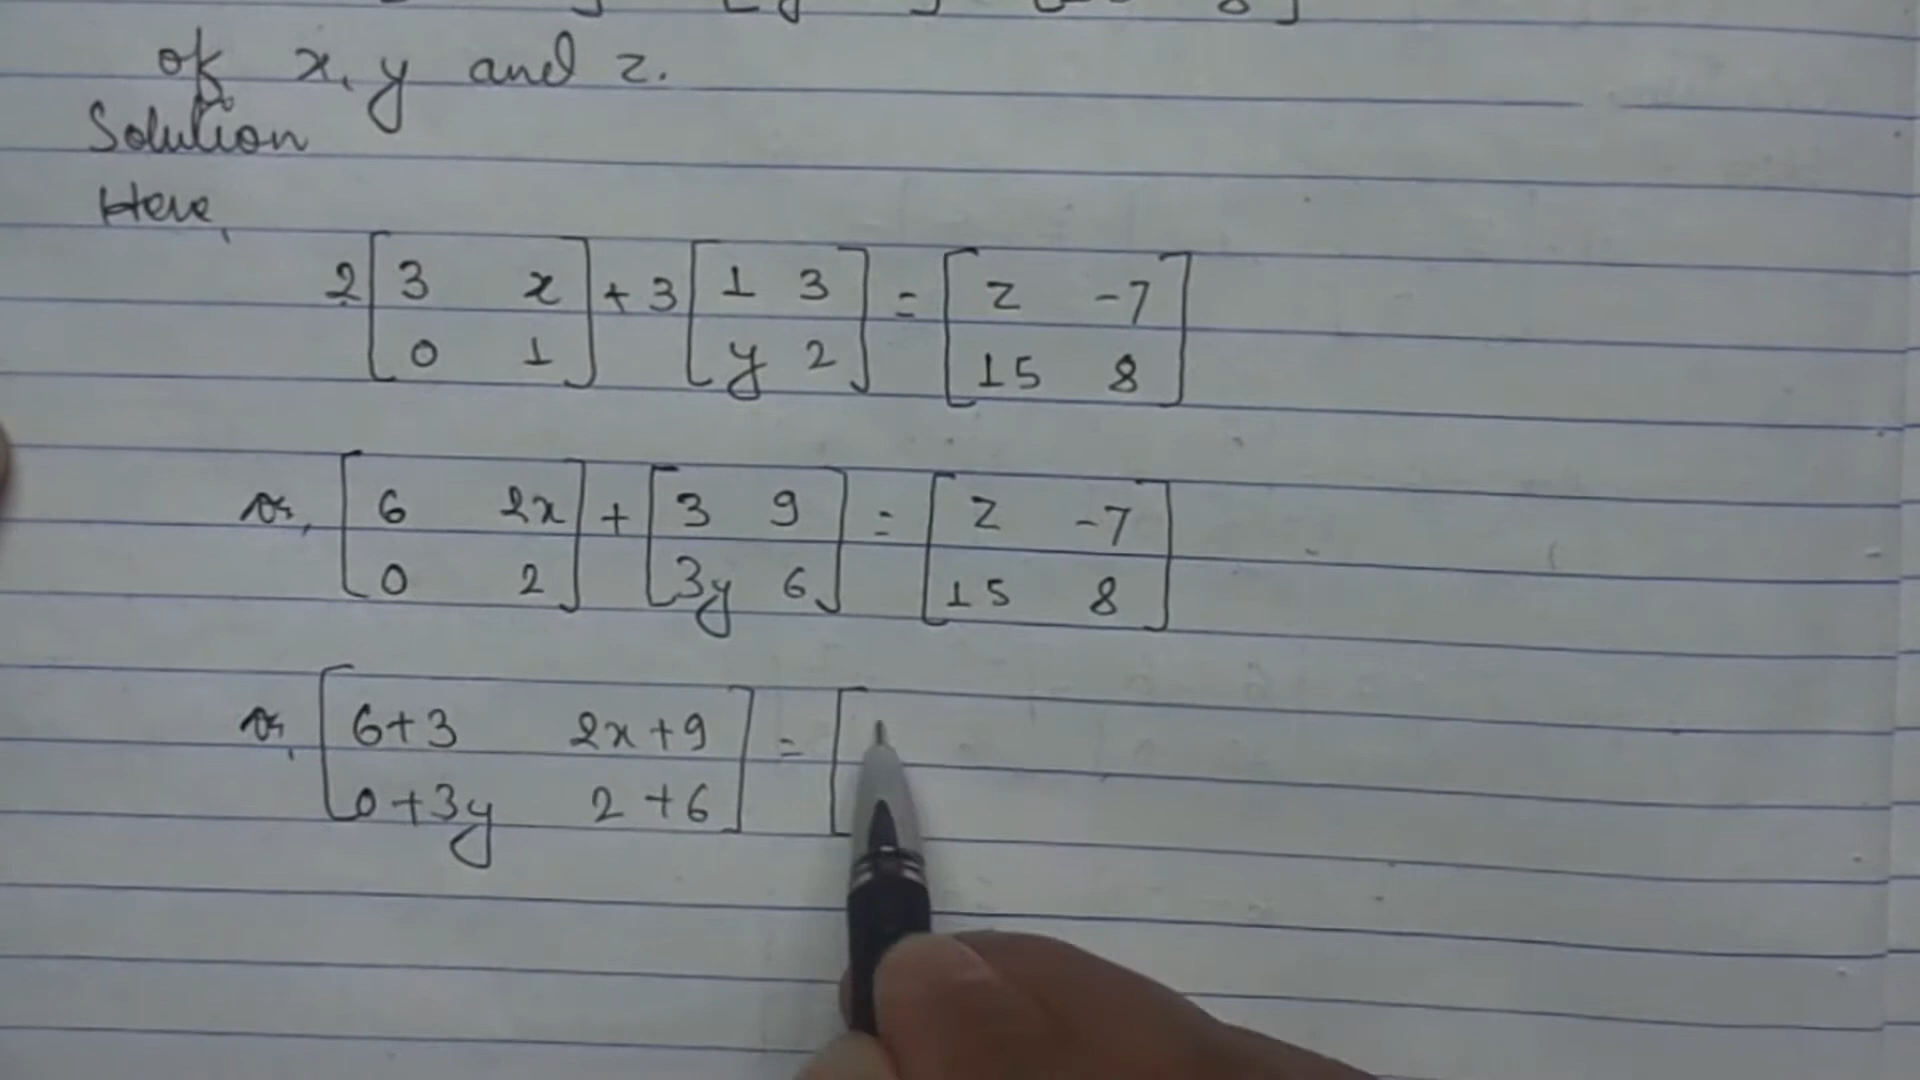 of x, y and z.
Solution
Here,
2 [3 x] + 3 [1 3] = [z -7]
[0 1] [y 2] [15 8]
or, [6 2x] + [3 9] = [z -7]
[0 2] [3y 6] [15 8]
or, [6+3 2x+9] = [
[0+3y 2+6]